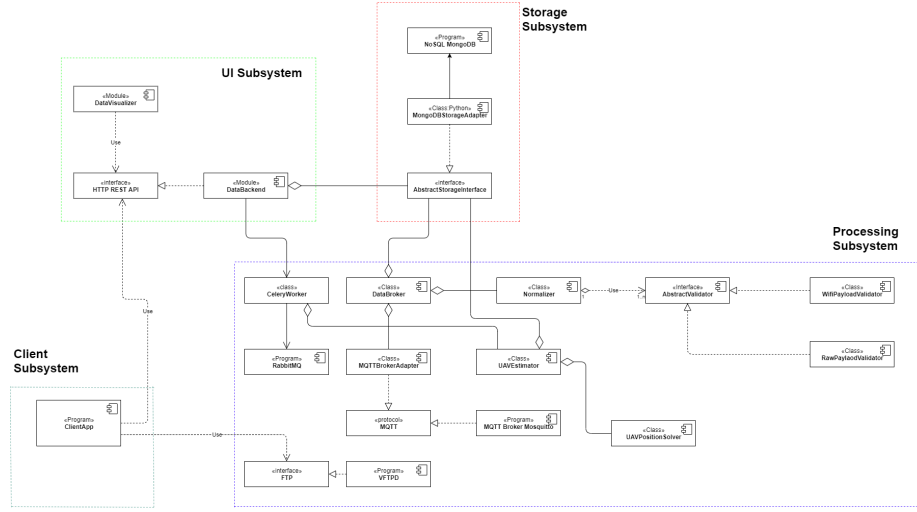 Storage
Subsystem
«Program»
NoSQL MongoDB
UI Subsystem
«Module»
DataVisualizer
«Class:Python»
MongoDBStorageAdapter
Use
«interface»
HTTP REST API
«Module»
DataBackend
«interface»
AbstractStorageInterface
Processing
Subsystem
«class»
CeleryWorker
«Class»
DataBroker
«Class»
Normalizer
1
Use
1..n
«Interface»
AbstractValidator
«Class»
WifiPayloadValidator
Use
Client
Subsystem
«Program»
RabbitMQ
«Class»
MQTTBrokerAdapter
«Class»
UAVEstimator
«Class»
RawPaylaodValidator
«Program»
ClientApp
«protocol»
MQTT
«Program»
MQTT Broker Mosquitto
«Class»
UAVPositionSolver
Use
«interface»
FTP
«Program»
VFTPD